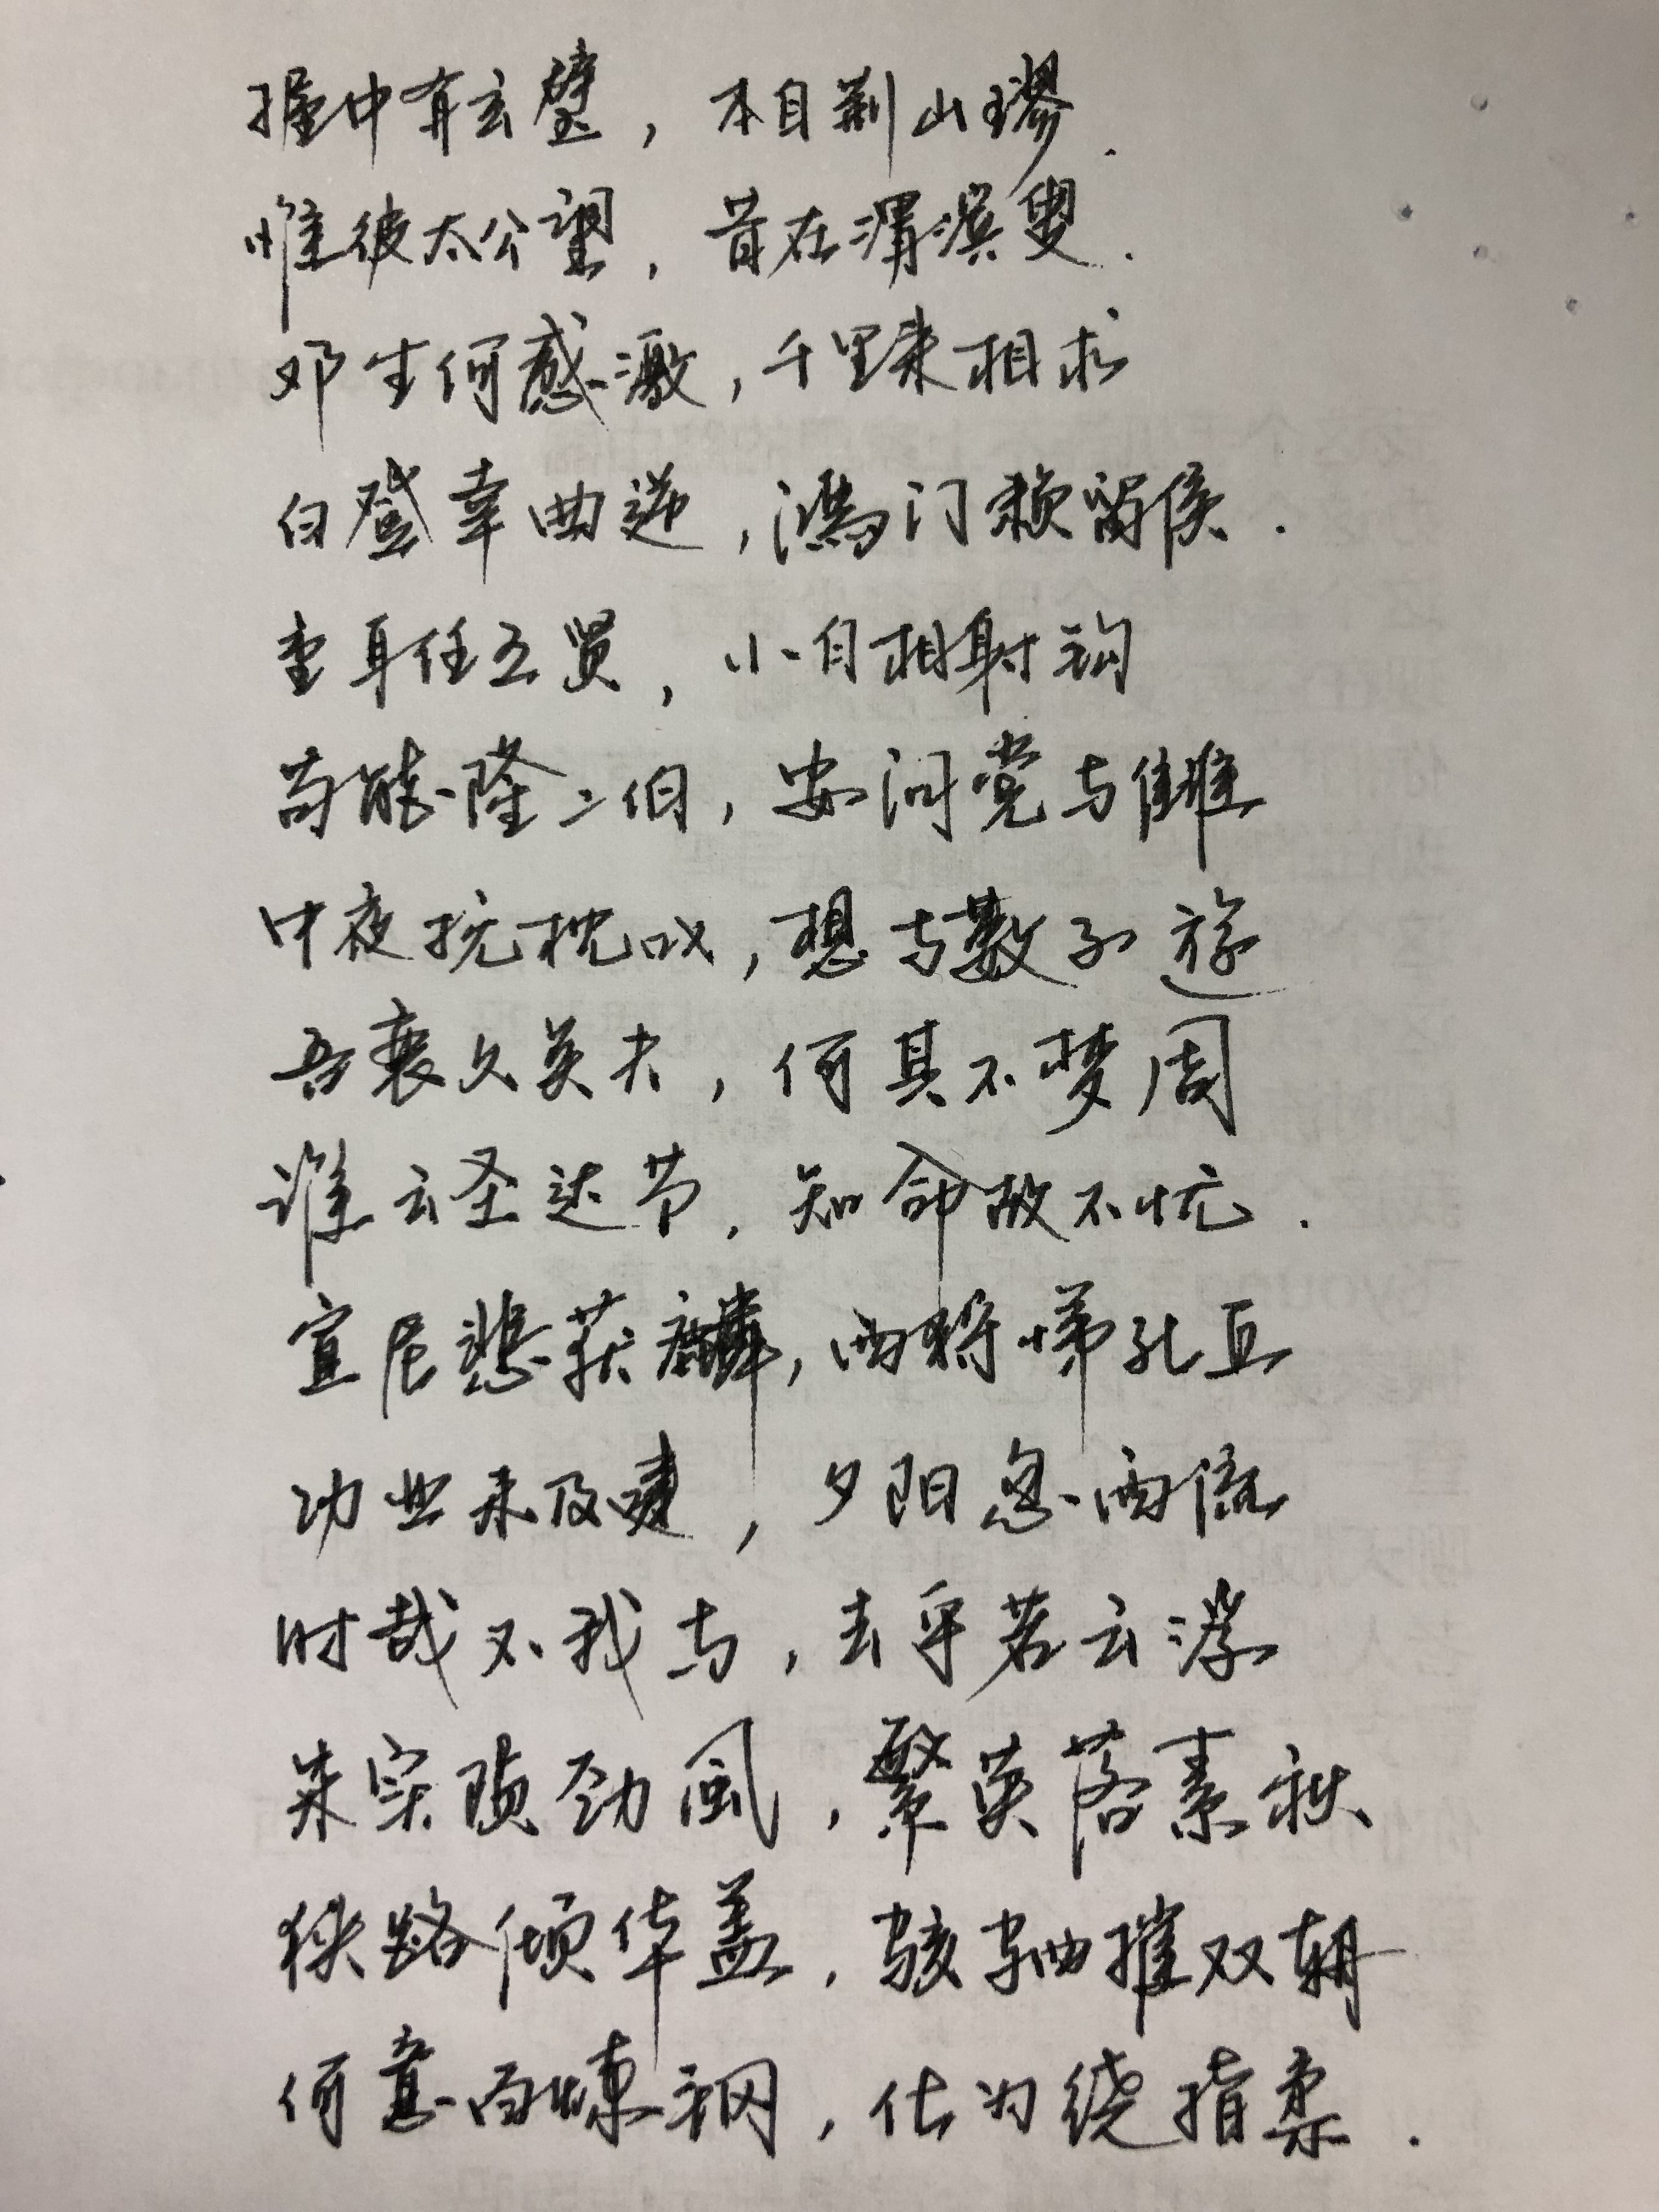 握中有玄璧，本自荆山璆.
惟彼太公望，昔在渭滨叟.
邓生何感激，千里来相求
白登幸曲逆，鸿门赖留侯.
重耳任五贤，小白相射钩
苟能隆二伯，安问党与雠
中夜抚枕叹，想与数子游
吾衰久矣夫，何其不梦周
谁云圣达节，知命故不忧.
宣尼悲获麟，西狩悌孔丘
功业未及建，夕阳忽西流
时哉不我与，去乎若云浮
朱实陨劲風，繁英落素秋
狭路倾华盖，骇轴摧双辀
何意百炼钢，化为绕指柔.